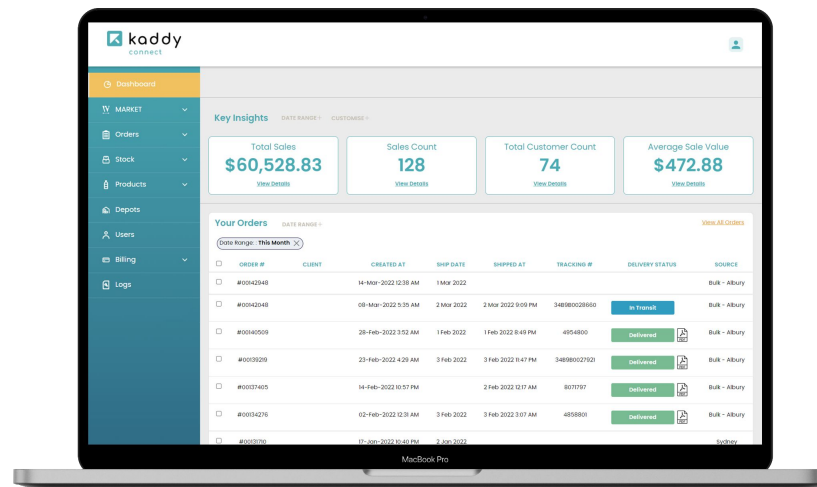 kaddy
connect
Dashboard
MARKET
Orders
Stock
Products
Depots
Users
Billing
Logs
Key Insights DATE RANGE + CUSTOMISE +
Total Sales Sales Count Total Customer Count Average Sale Value
$60,528.83 128 74 $472.88
View Details View Details View Details View Details
Your Orders DATE RANGE + View All Orders
Date Range: : This Month X
ORDER # CLIENT CREATED AT SHIP DATE SHIPPED AT TRACKING # DELIVERY STATUS SOURCE
#00142948 14-Mar-2022 12:38 AM 1 Mar 2022 Bulk - Albury
#00142048 08-Mar-2022 5:35 AM 2 Mar 2022 2 Mar 2022 9:09 PM 34B9B0028660 In Transit Bulk - Albury
#00140509 28-Feb-2022 3:52 AM 1 Feb 2022 1 Feb 2022 8:49 PM 4954800 Delivered PDF Bulk - Albury
#00139219 23-Feb-2022 4:29 AM 3 Feb 2022 3 Feb 2022 11:47 PM 34B9B0027921 Delivered PDF Bulk - Albury
#00137405 14-Feb-2022 10:57 PM 2 Feb 2022 12:17 AM 8071797 Delivered PDF Bulk - Albury
#00134276 02-Feb-2022 12:31 AM 3 Feb 2022 3 Feb 2022 3:07 AM 4858801 Delivered PDF Bulk - Albury
#00131710 17-Jan-2022 10:40 PM 2 Jan 2022 Sydney
MacBook Pro